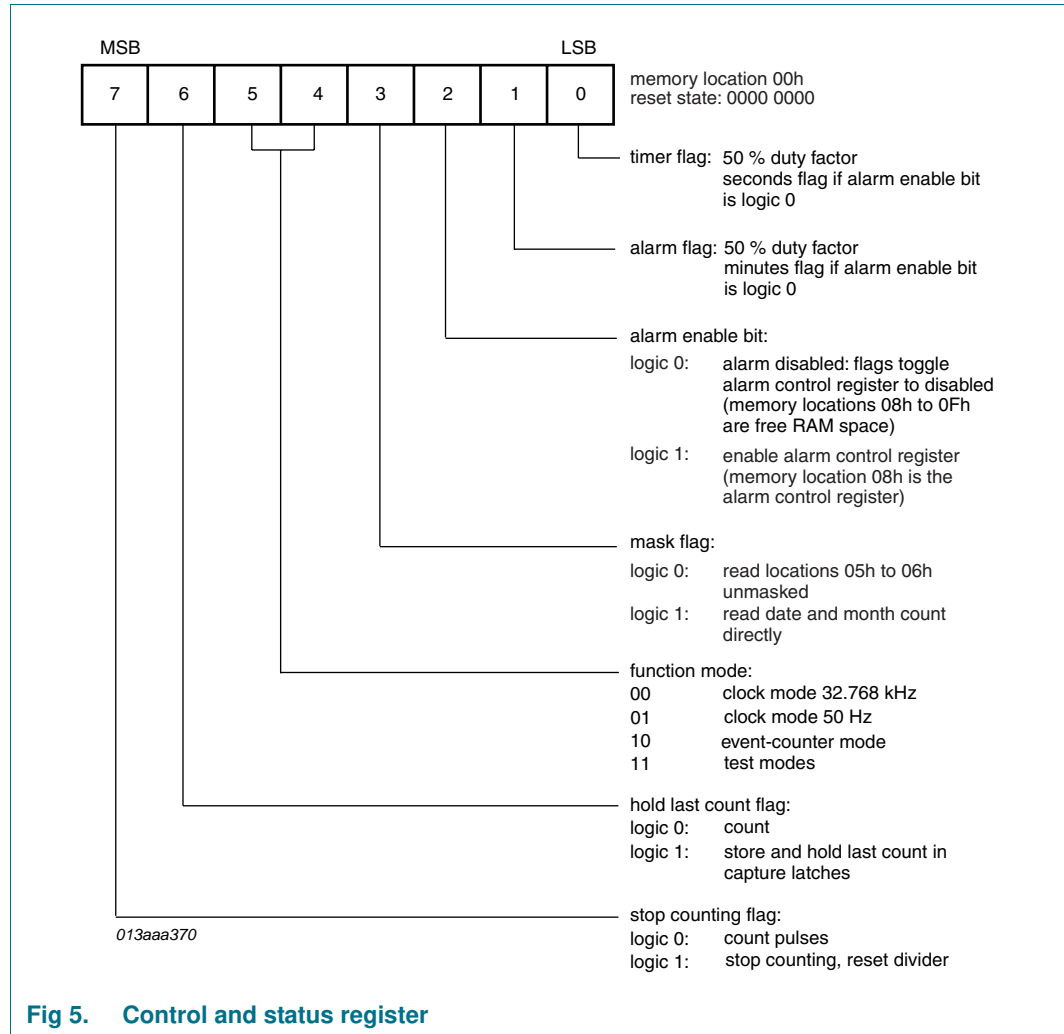 MSB LSB
7 6 5 4 3 2 1 0
memory location 00h
reset state: 0000 0000
timer flag: 50 % duty factor
seconds flag if alarm enable bit
is logic 0
alarm flag: 50 % duty factor
minutes flag if alarm enable bit
is logic 0
alarm enable bit:
logic 0: alarm disabled: flags toggle
alarm control register to disabled
(memory locations 08h to 0Fh
are free RAM space)
logic 1: enable alarm control register
(memory location 08h is the
alarm control register)
mask flag:
logic 0: read locations 05h to 06h
unmasked
logic 1: read date and month count
directly
function mode:
00 clock mode 32.768 kHz
01 clock mode 50 Hz
10 event-counter mode
11 test modes
hold last count flag:
logic 0: count
logic 1: store and hold last count in
capture latches
stop counting flag:
logic 0: count pulses
logic 1: stop counting, reset divider
013aaa370
Fig 5. Control and status register